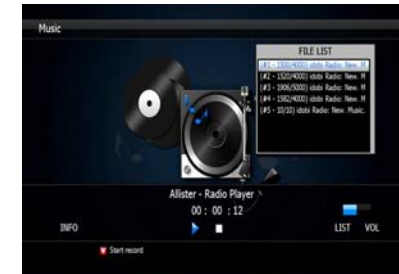 Music
FILE LIST
(#1 - 1500/4000) idobi Radio: New. M
(#2 - 1520/4000) idobi Radio: New. M
(#3 - 1906/5000) idobi Radio: New. M
(#4 - 1582/4000) idobi Radio: New. M
(#5 - 10/10) idobi Radio: New. Music.
Allister - Radio Player
00 : 00 : 12
INFO
LIST
VOL
Start record